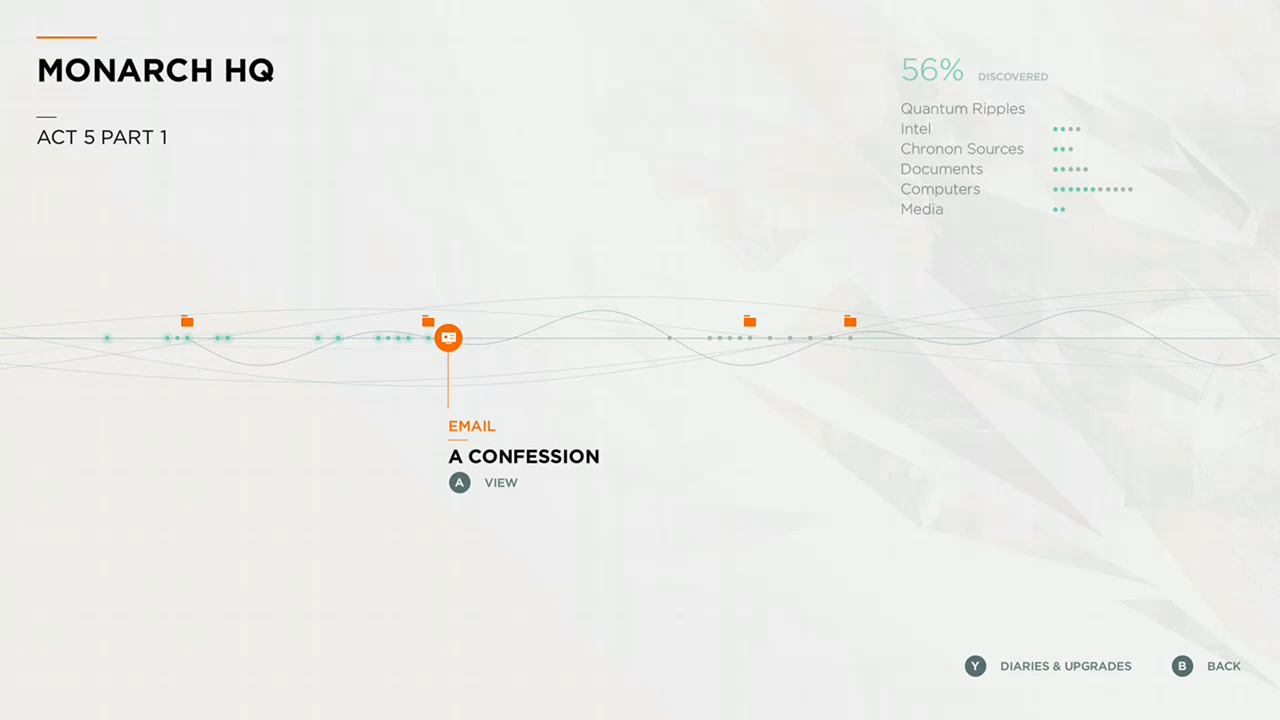 MONARCH HQ
ACT 5 PART 1
56% DISCOVERED
Quantum Ripples
Intel
Chronon Sources
Documents
Computers
Media
EMAIL
A CONFESSION
A VIEW
Y DIARIES & UPGRADES
B BACK